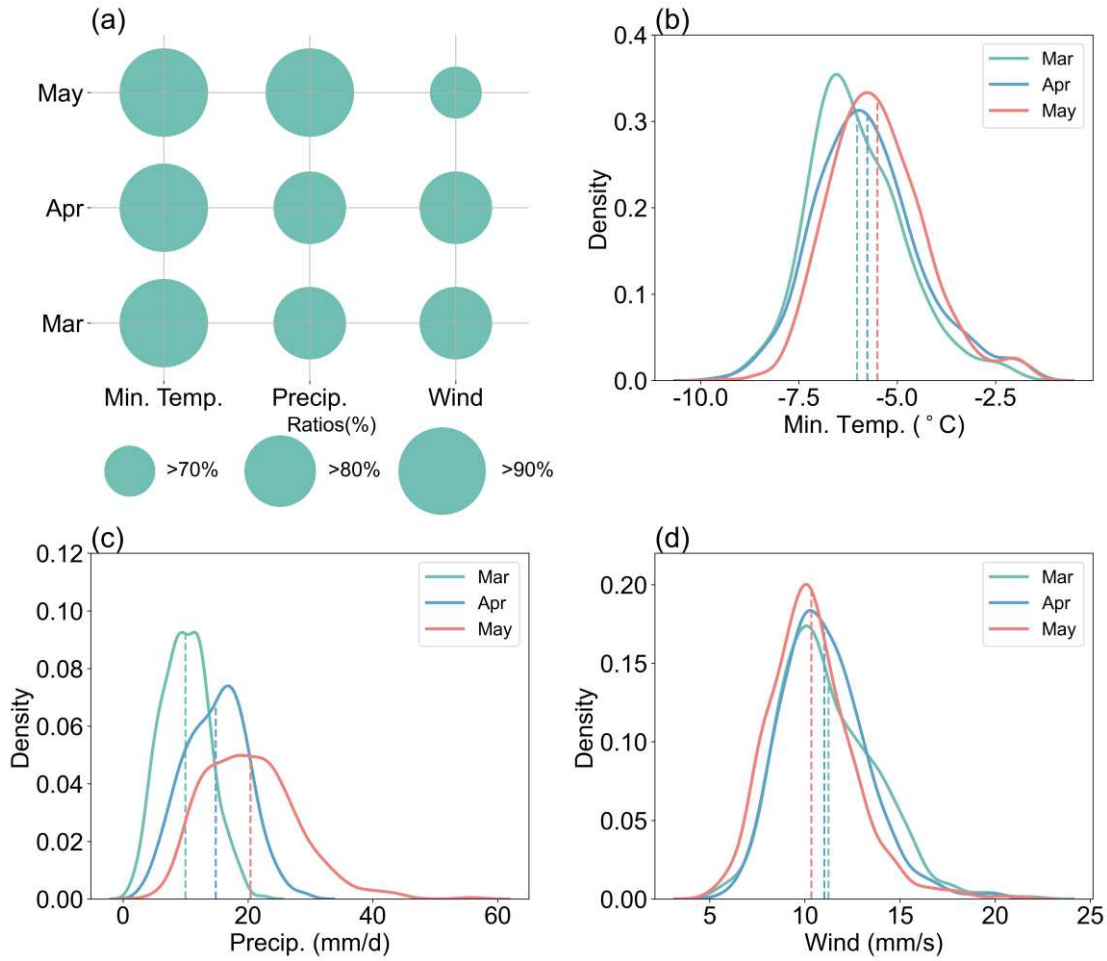 (a)
May
Apr
Mar
Min. Temp. Precip. Wind
Ratios(%)
>70% >80% >90%
(b)
0.4
0.3
0.2
0.1
0.0
Density
Mar
Apr
May
-10.0 -7.5 -5.0 -2.5
Min. Temp. (°C)
(c)
0.12
0.10
0.08
0.06
0.04
0.02
0.00
Density
Mar
Apr
May
0 20 40 60
Precip. (mm/d)
(d)
0.20
0.15
0.10
0.05
0.00
Density
Mar
Apr
May
5 10 15 20 25
Wind (mm/s)